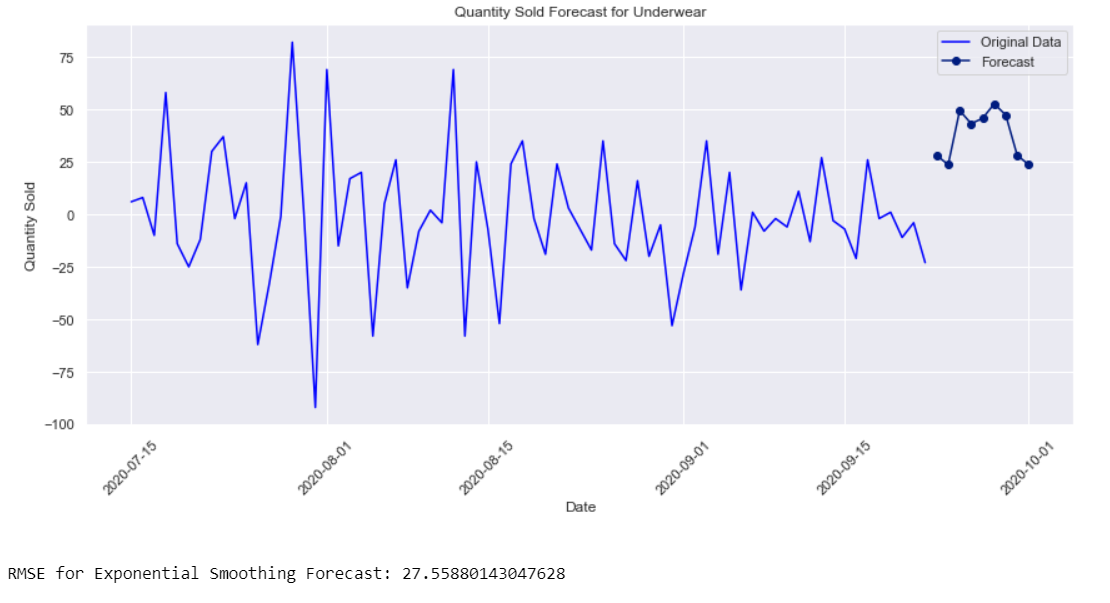 Quantity Sold Forecast for Underwear
Original Data
Forecast
75
50
25
0
−25
−50
−75
−100
Quantity Sold
2020-07-15
2020-08-01
2020-08-15
2020-09-01
2020-09-15
2020-10-01
Date
RMSE for Exponential Smoothing Forecast: 27.55880143047628